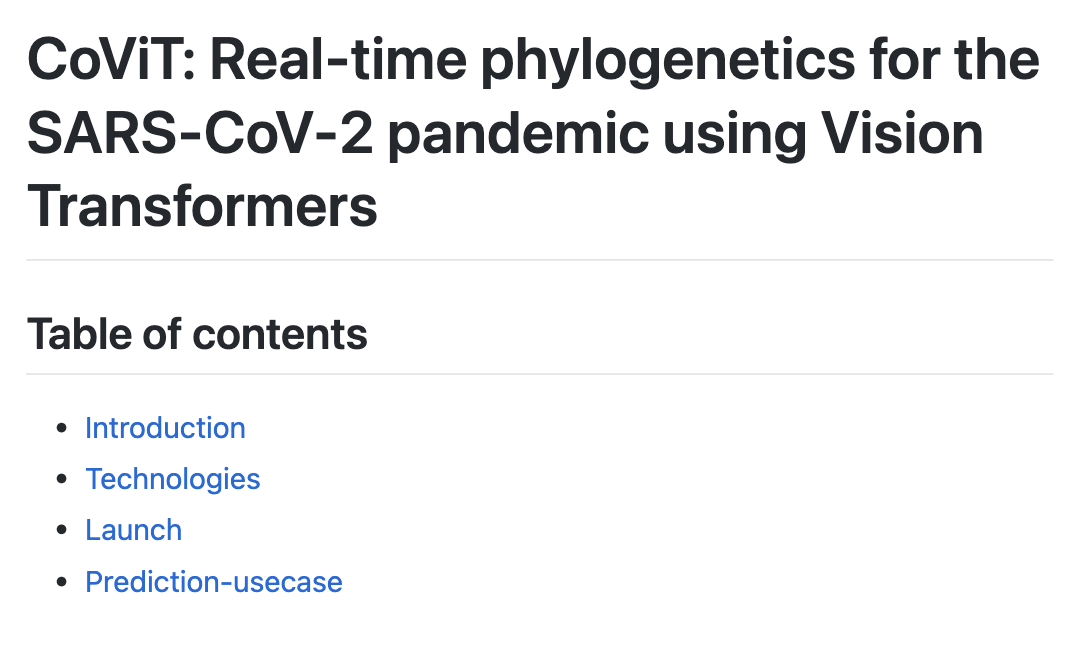 CoViT: Real-time phylogenetics for the
SARS-CoV-2 pandemic using Vision
Transformers
Table of contents
Introduction
Technologies
Launch
Prediction-usecase